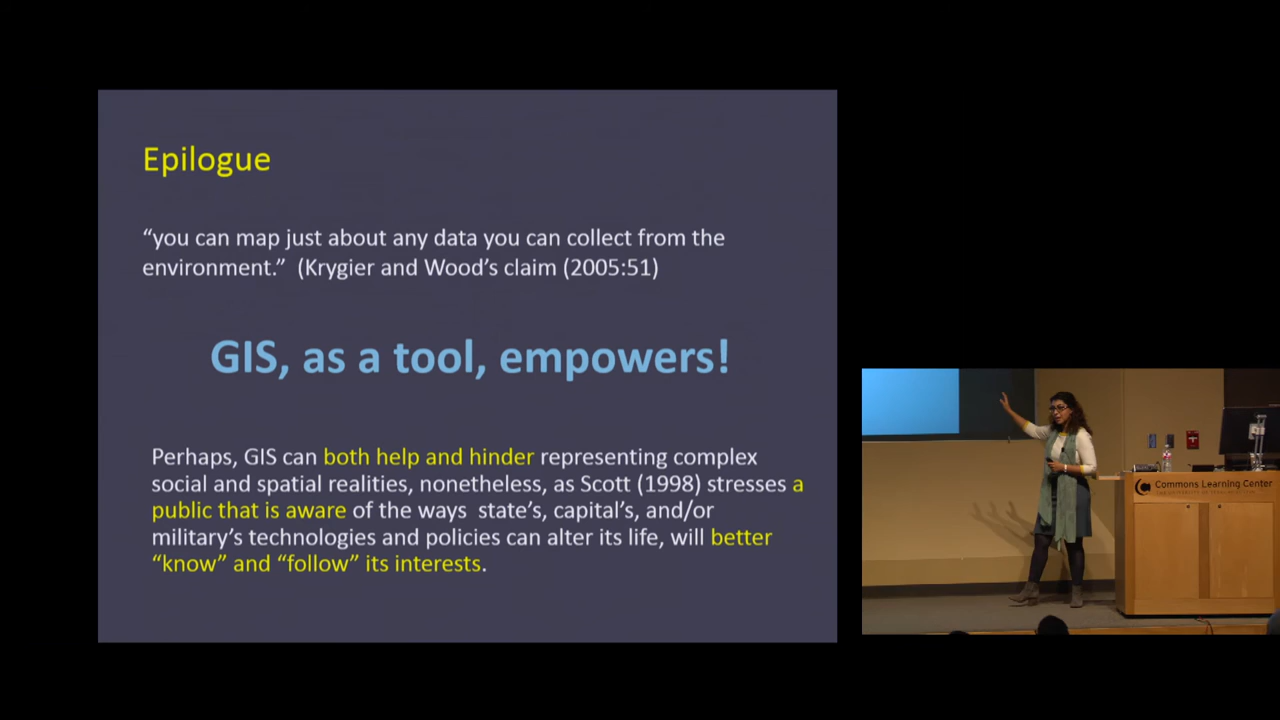 Epilogue
“you can map just about any data you can collect from the
environment.” (Krygier and Wood’s claim (2005:51)
GIS, as a tool, empowers!
Perhaps, GIS can both help and hinder representing complex
social and spatial realities, nonetheless, as Scott (1998) stresses a
public that is aware of the ways state’s, capital’s, and/or
military’s technologies and policies can alter its life, will better
“know” and “follow” its interests.
Commons Learning Center